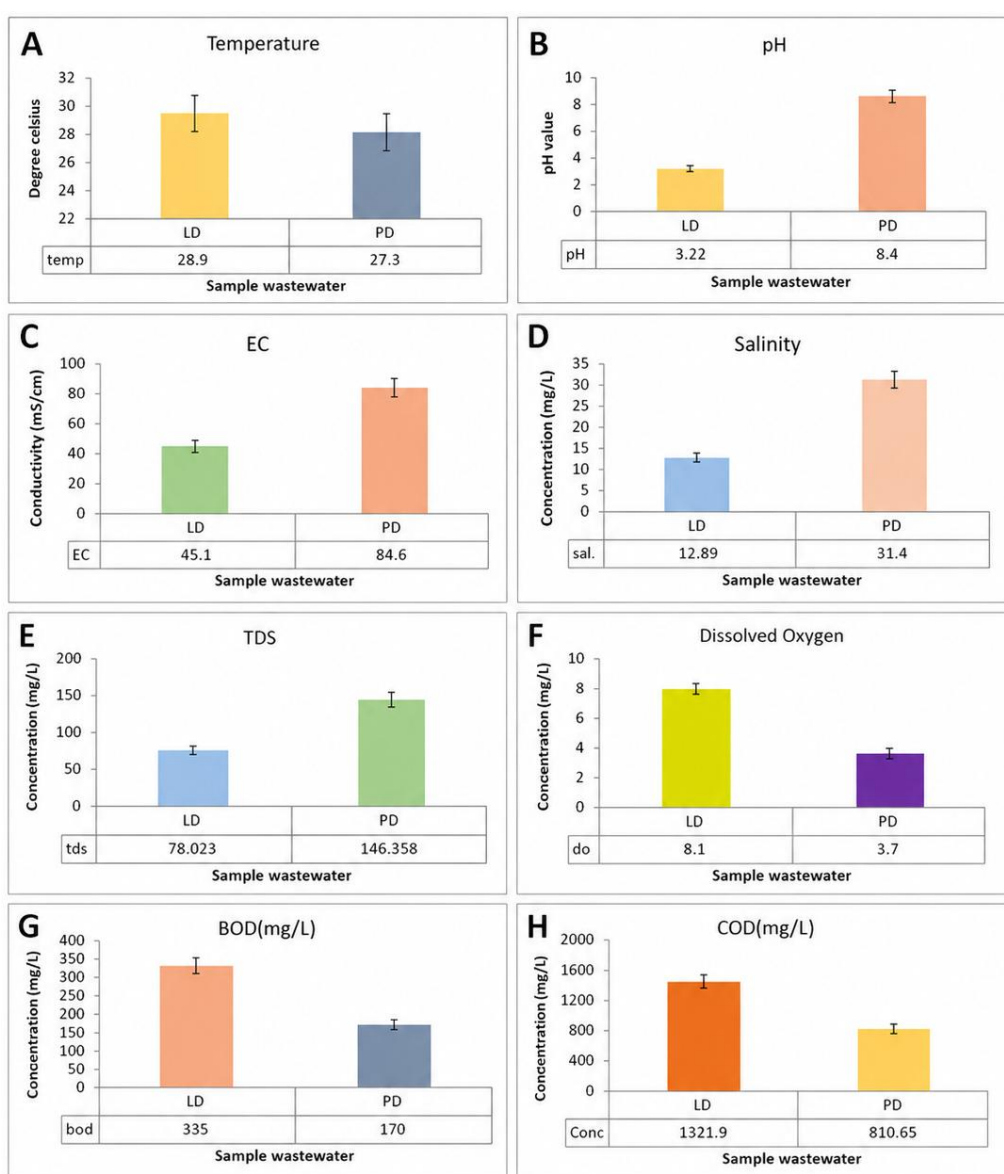 A
Temperature
Degree celsius
32
30
28
26
24
22
LD PD
temp 28.9 27.3
Sample wastewater
B
pH
pH value
10
8
6
4
2
0
LD PD
pH 3.22 8.4
Sample wastewater
C
EC
Conductivity (mS/cm)
100
80
60
40
20
0
LD PD
EC 45.1 84.6
Sample wastewater
D
Salinity
Concentration (mg/L)
35
30
25
20
15
10
5
0
LD PD
sal. 12.89 31.4
Sample wastewater
E
TDS
Concentration (mg/L)
200
150
100
50
0
LD PD
tds 78.023 146.358
Sample wastewater
F
Dissolved Oxygen
Concentration (mg/L)
10
8
6
4
2
0
LD PD
do 8.1 3.7
Sample wastewater
G
BOD(mg/L)
Concentration (mg/L)
400
350
300
250
200
150
100
50
0
LD PD
bod 335 170
Sample wastewater
H
COD(mg/L)
Concentration (mg/L)
2000
1600
1200
800
400
0
LD PD
Conc 1321.9 810.65
Sample wastewater